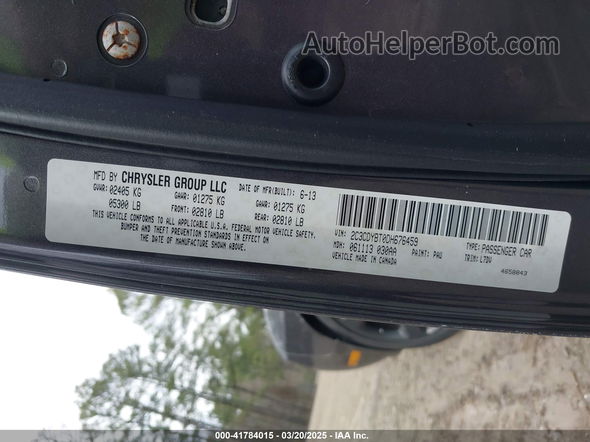 AutoHelperBot.com
MFD BY CHRYSLER GROUP LLC DATE OF MFR(BUILT): 6-13
GVWR: 02405 KG GAWR: 01275 KG GAWR: 01275 KG
05300 LB FRONT: 02810 LB REAR: 02810 LB
THIS VEHICLE CONFORMS TO ALL APPLICABLE U.S.A. FEDERAL MOTOR VEHICLE SAFETY,
BUMPER AND THEFT PREVENTION STANDARDS IN EFFECT ON
THE DATE OF MANUFACTURE SHOWN ABOVE.
VIN: 2C3CDYBT0DH676459 TYPE: PASSENGER CAR
MDH: 061113 030AA PAINT: PAU TRIM: L7DV
VEHICLE MADE IN CANADA 4658843
000-41784015 — 03/20/2025 — IAA Inc.